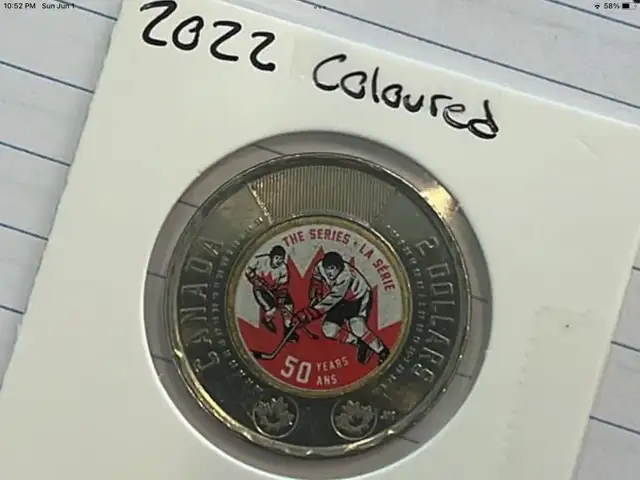 10:52 PM Sun Jun 1
58%
2022 Coloured
THE SERIES • LA SÉRIE
CANADA
2 DOLLARS
50 YEARS
ANS